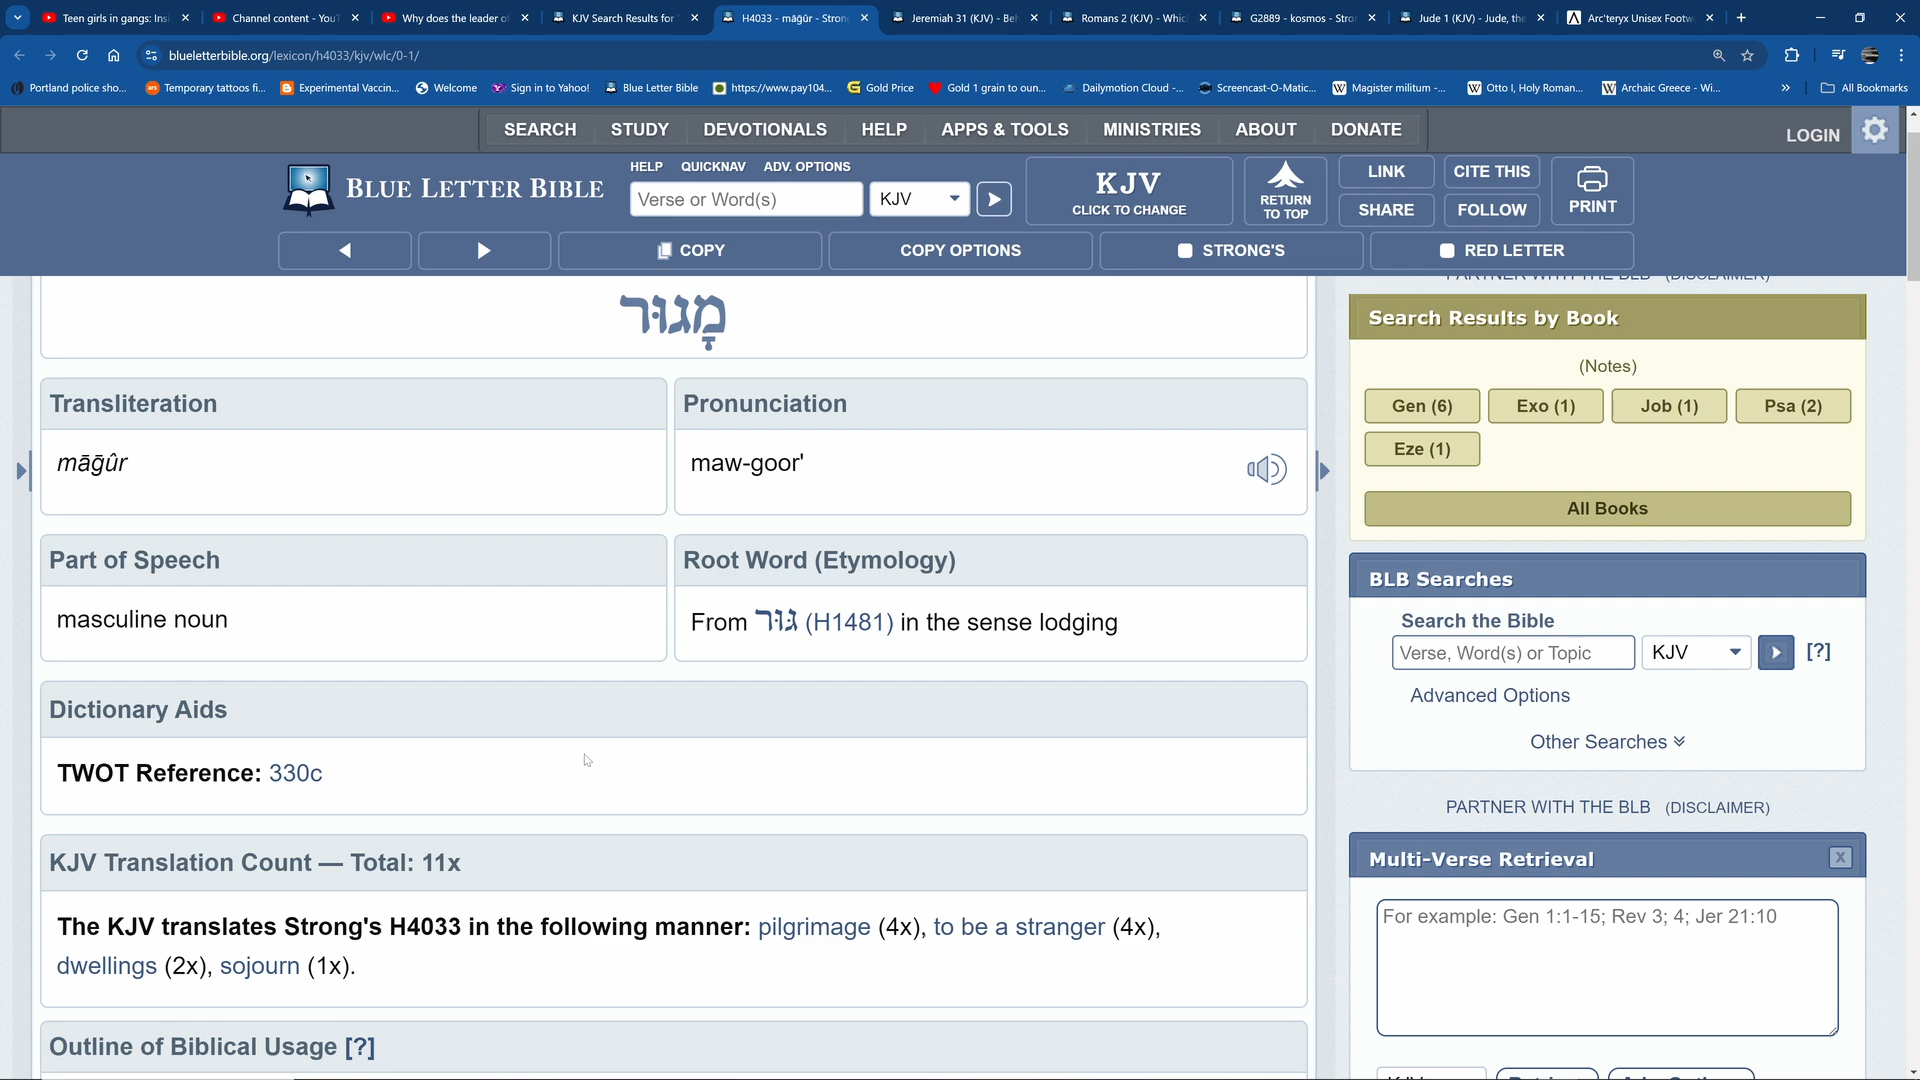 Teen girls in gangs: Insi
Channel content - YouT
Why does the leader of
KJV Search Results for "
H4033 - māḡûr - Strong
Jeremiah 31 (KJV) - Beh
Romans 2 (KJV) - Whic
G2889 - kosmos - Stron
Jude 1 (KJV) - Jude, the
Arc'teryx Unisex Footw
blueletterbible.org/lexicon/h4033/kjv/wlc/0-1/
Portland police sho...
Temporary tattoos fi...
Experimental Vaccin...
Welcome
Sign in to Yahoo!
Blue Letter Bible
https://www.pay104...
Gold Price
Gold 1 grain to oun...
Dailymotion Cloud -...
Screencast-O-Matic...
Magister militum -...
Otto I, Holy Roman...
Archaic Greece - Wi...
All Bookmarks
SEARCH STUDY DEVOTIONALS HELP APPS & TOOLS MINISTRIES ABOUT DONATE
LOGIN
BLUE LETTER BIBLE
HELP QUICKNAV ADV. OPTIONS
Verse or Word(s)
KJV
KJV
CLICK TO CHANGE
RETURN
TO TOP
LINK
CITE THIS
SHARE
FOLLOW
PRINT
COPY
COPY OPTIONS
STRONG'S
RED LETTER
מָגוּר
Transliteration
māḡûr
Pronunciation
maw-goor'
Part of Speech
masculine noun
Root Word (Etymology)
From גּוּר (H1481) in the sense lodging
Dictionary Aids
TWOT Reference: 330c
KJV Translation Count — Total: 11x
The KJV translates Strong's H4033 in the following manner: pilgrimage (4x), to be a stranger (4x),
dwellings (2x), sojourn (1x).
Outline of Biblical Usage [?]
PARTNER WITH THE BLB (DISCLAIMER)
Search Results by Book
(Notes)
Gen (6)
Exo (1)
Job (1)
Psa (2)
Eze (1)
All Books
BLB Searches
Search the Bible
Verse, Word(s) or Topic
KJV
[?]
Advanced Options
Other Searches
PARTNER WITH THE BLB (DISCLAIMER)
Multi-Verse Retrieval
X
For example: Gen 1:1-15; Rev 3; 4; Jer 21:10